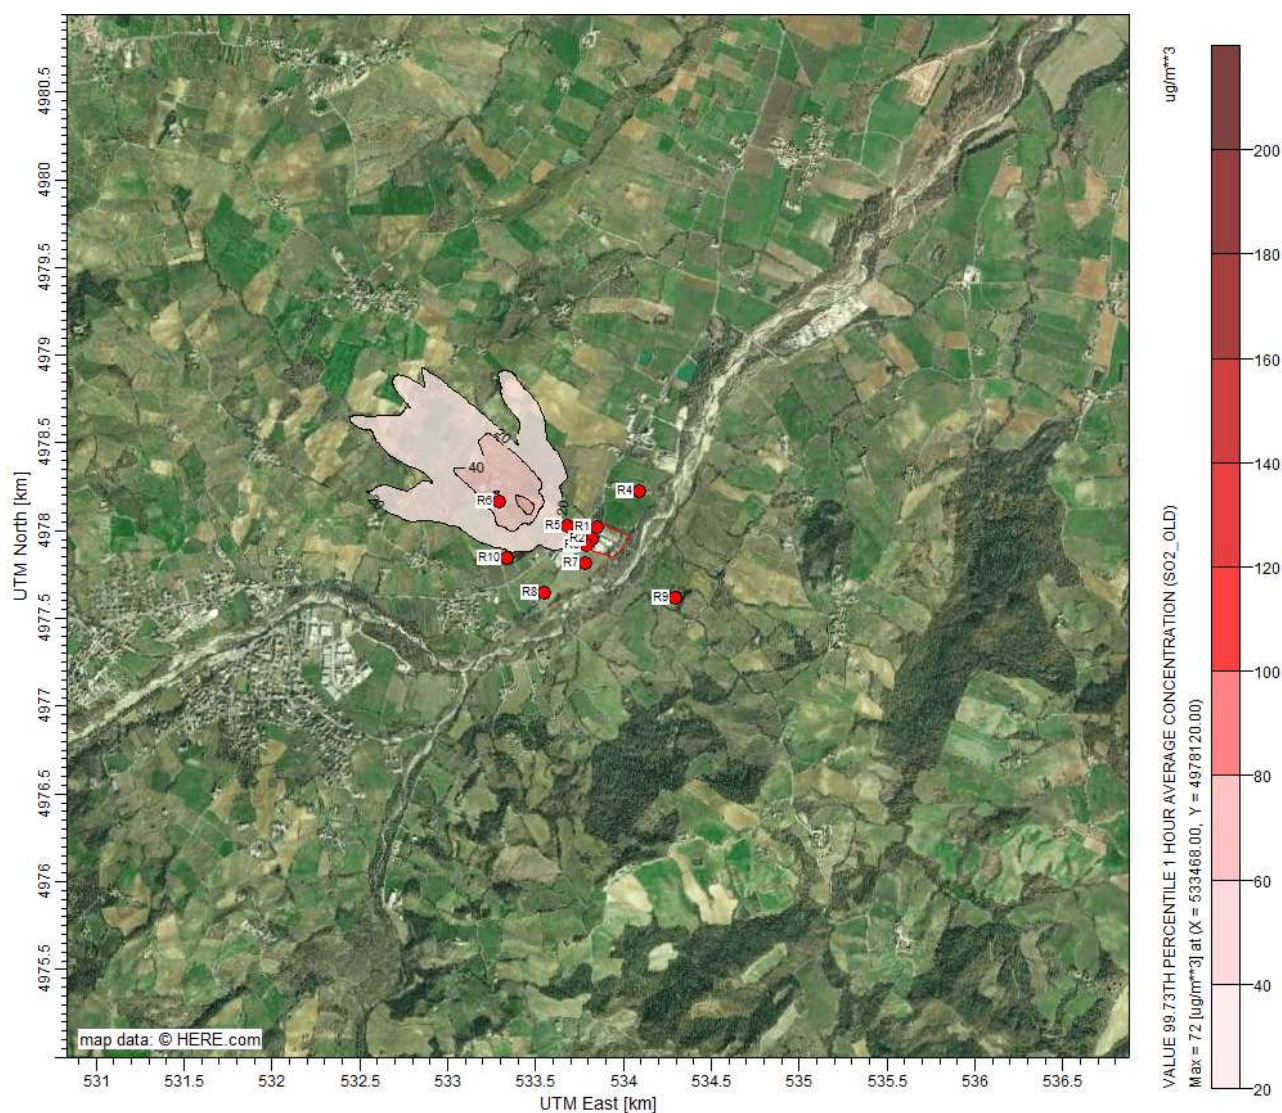 ug/m**3
4980.5
4980
4979.5
4979
4978.5
4978
4977.5
4977
4976.5
4976
4975.5
UTM North [km]
20
40
20
20
R6
R4
R5
R1
R2
R7
R10
R8
R9
map data: © HERE.com
531
531.5
532
532.5
533
533.5
534
534.5
535
535.5
536
536.5
UTM East [km]
VALUE 99.73TH PERCENTILE 1 HOUR AVERAGE CONCENTRATION (SO2_OLD)
Max = 72 [ug/m**3] at (X = 533468.00, Y = 4978120.00)
200
180
160
140
120
100
80
60
40
20